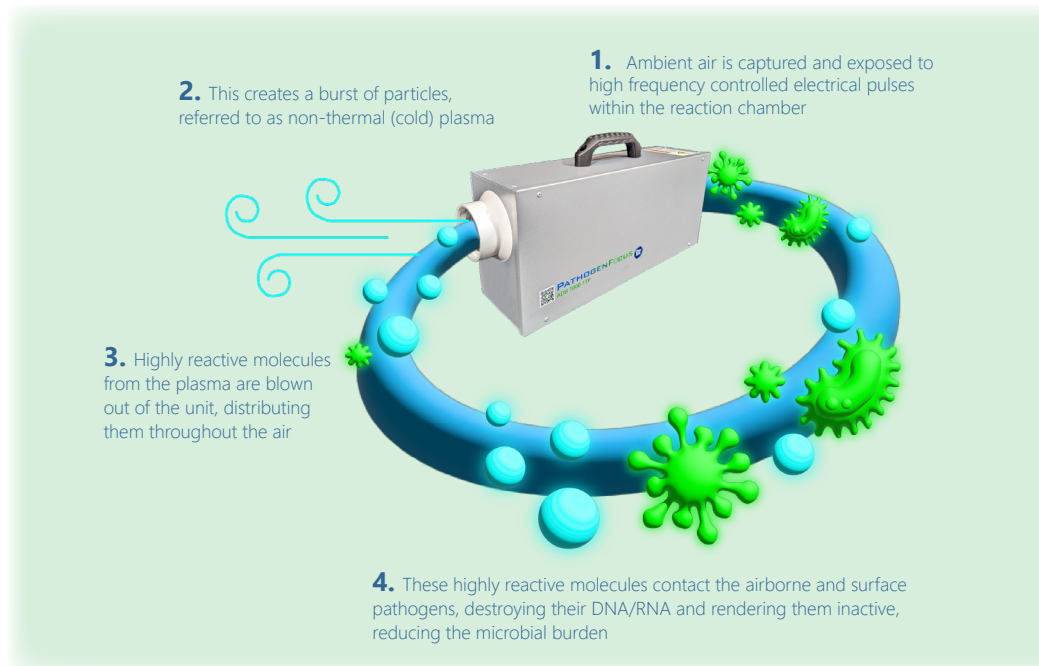 1. Ambient air is captured and exposed to
high frequency controlled electrical pulses
within the reaction chamber
2. This creates a burst of particles,
referred to as non-thermal (cold) plasma
PATHOGENFOCUS
3. Highly reactive molecules
from the plasma are blown
out of the unit, distributing
them throughout the air
4. These highly reactive molecules contact the airborne and surface
pathogens, destroying their DNA/RNA and rendering them inactive,
reducing the microbial burden